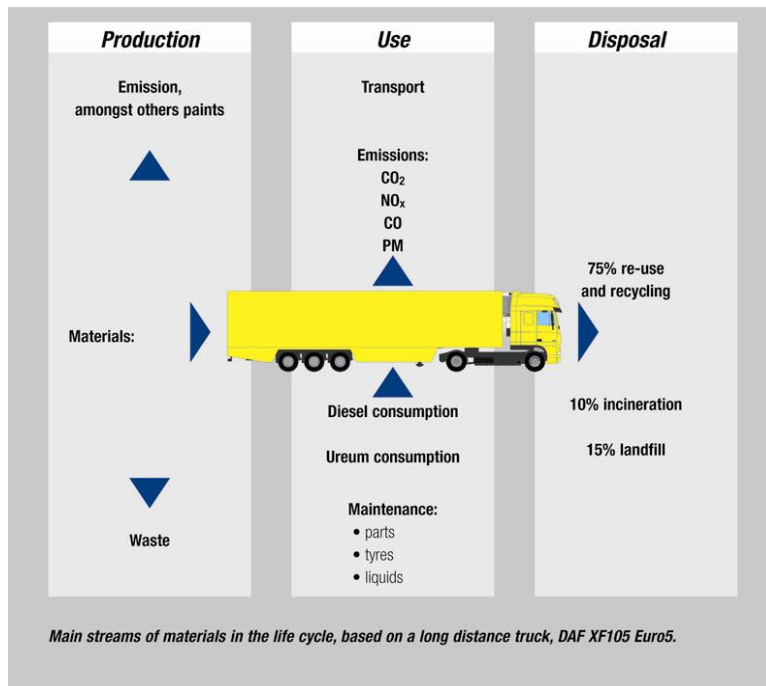 Production
Emission,
amongst others paints
Materials:
Waste
Use
Transport
Emissions:
CO₂
NOₓ
CO
PM
Diesel consumption
Ureum consumption
Maintenance:
• parts
• tyres
• liquids
Disposal
75% re-use
and recycling
10% incineration
15% landfill
Main streams of materials in the life cycle, based on a long distance truck, DAF XF105 Euro5.